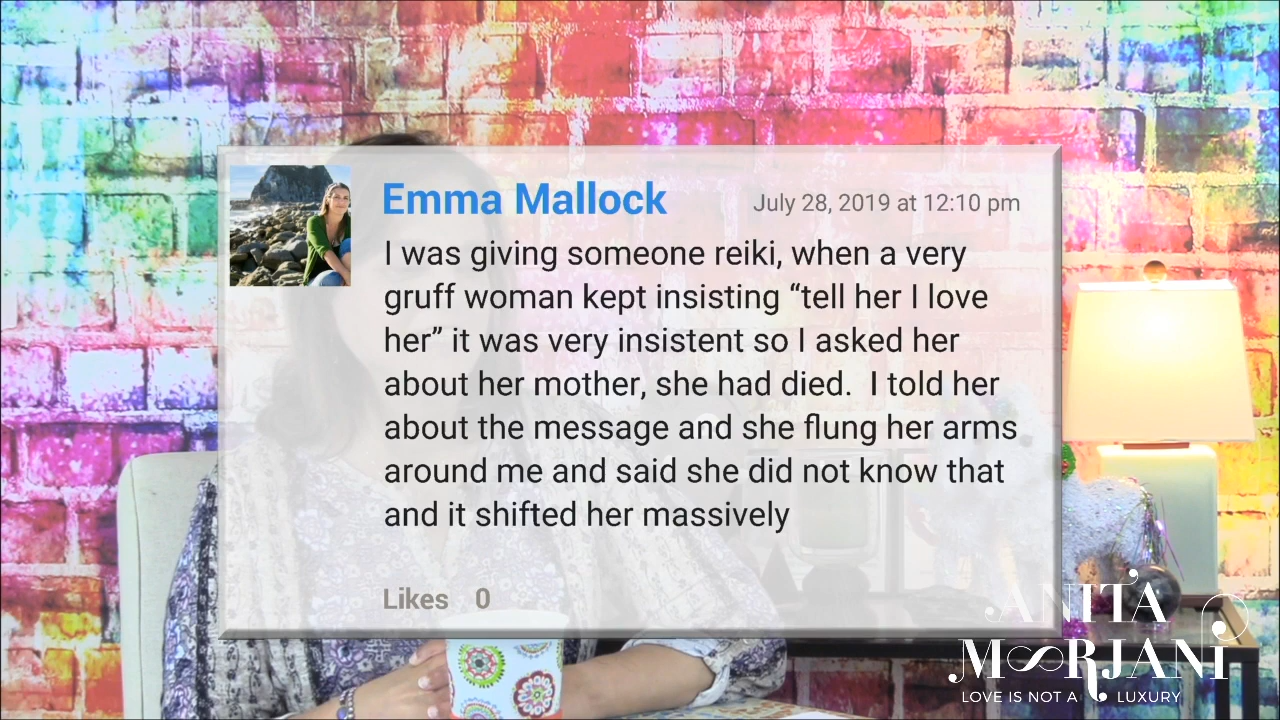 Emma Mallock
July 28, 2019 at 12:10 pm
I was giving someone reiki, when a very
gruff woman kept insisting “tell her I love
her” it was very insistent so I asked her
about her mother, she had died.  I told her
about the message and she flung her arms
around me and said she did not know that
and it shifted her massively
Likes 0
ANITA
MOORJANI
LOVE IS NOT A LUXURY